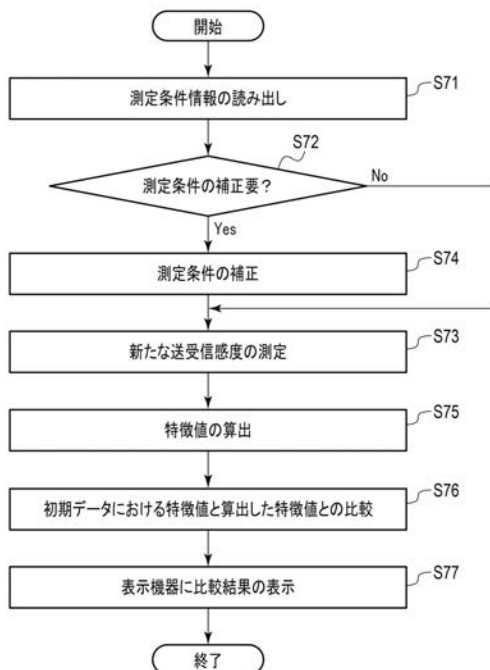 開始
測定条件情報の読み出し
S71
S72
測定条件の補正要?
No
Yes
測定条件の補正
S74
新たな送受信感度の測定
S73
特徴値の算出
S75
初期データにおける特徴値と算出した特徴値との比較
S76
表示機器に比較結果の表示
S77
終了